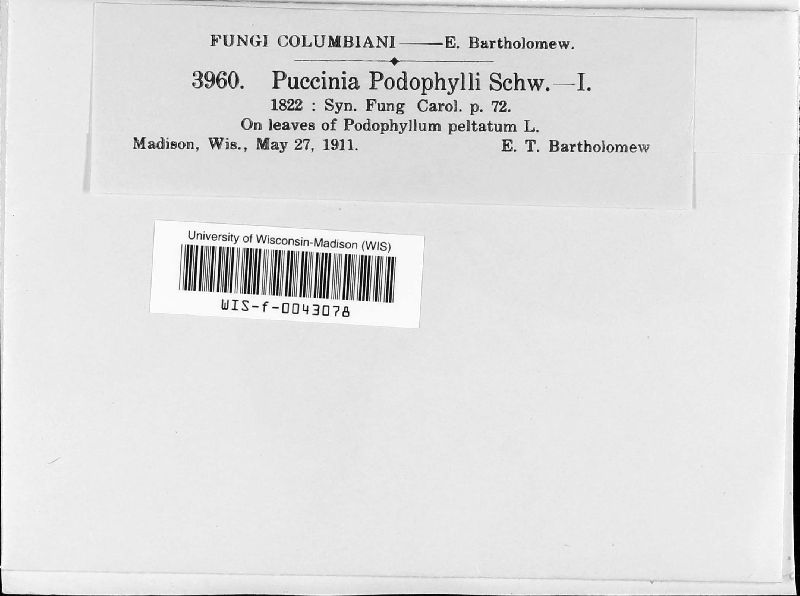 FUNGI COLUMBIANI — E. Bartholomew.
3960. Puccinia Podophylli Schw.—I.
1822 : Syn. Fung Carol. p. 72.
On leaves of Podophyllum peltatum L.
Madison, Wis., May 27, 1911. E. T. Bartholomew
University of Wisconsin-Madison (WIS)
WIS-f-0043078